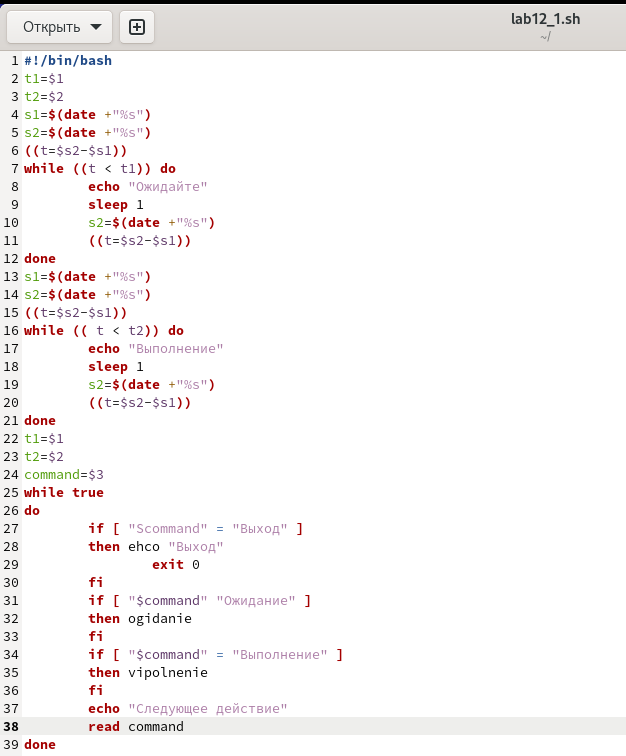 Открыть
lab12_1.sh
~/
1 #!/bin/bash
2 t1=$1
3 t2=$2
4 s1=$(date +"%s")
5 s2=$(date +"%s")
6 ((t=$s2-$s1))
7 while ((t < t1)) do
8 echo "Ожидайте"
9 sleep 1
10 s2=$(date +"%s")
11 ((t=$s2-$s1))
12 done
13 s1=$(date +"%s")
14 s2=$(date +"%s")
15 ((t=$s2-$s1))
16 while (( t < t2)) do
17 echo "Выполнение"
18 sleep 1
19 s2=$(date +"%s")
20 ((t=$s2-$s1))
21 done
22 t1=$1
23 t2=$2
24 command=$3
25 while true
26 do
27 if [ "Scommand" = "Выход" ]
28 then ehco "Выход"
29 exit 0
30 fi
31 if [ "$command" "Ожидание" ]
32 then ogidanie
33 fi
34 if [ "$command" = "Выполнение" ]
35 then vipolnenie
36 fi
37 echo "Следующее действие"
38 read command
39 done